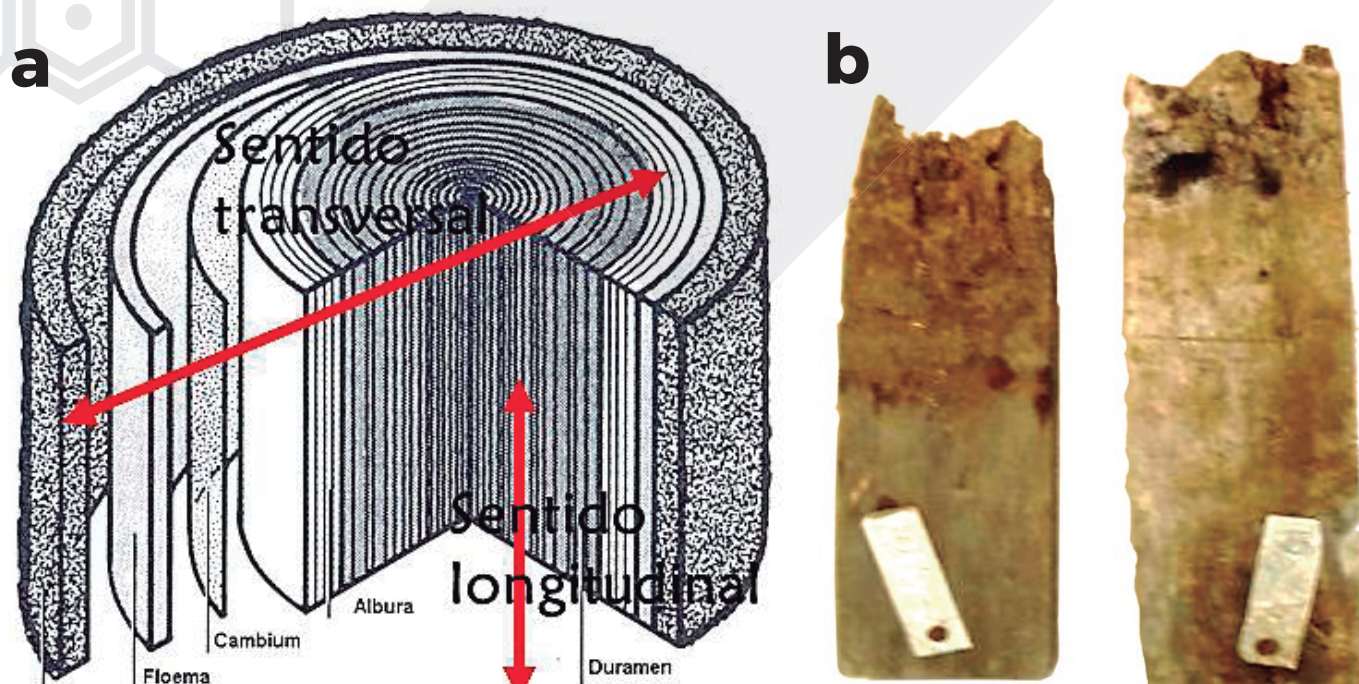 a
b
Sentido
transversal
Sentido
longitudinal
Albura
Cambium
Duramen
Floema